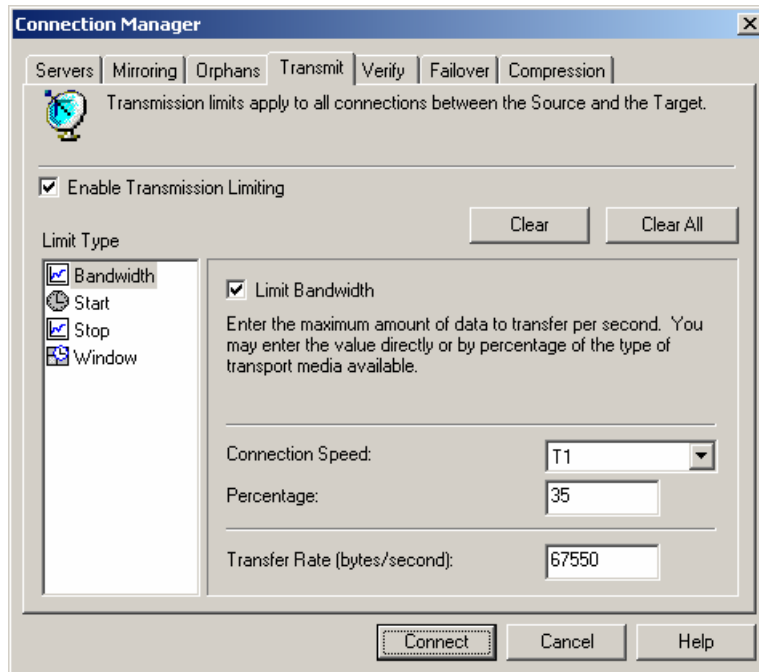 Connection Manager
Servers Mirroring Orphans Transmit Verify Failover Compression
Transmission limits apply to all connections between the Source and the Target.
Enable Transmission Limiting
Clear Clear All
Limit Type
Bandwidth
Start
Stop
Window
Limit Bandwidth
Enter the maximum amount of data to transfer per second. You
may enter the value directly or by percentage of the type of
transport media available.
Connection Speed: T1
Percentage: 35
Transfer Rate (bytes/second): 67550
Connect Cancel Help